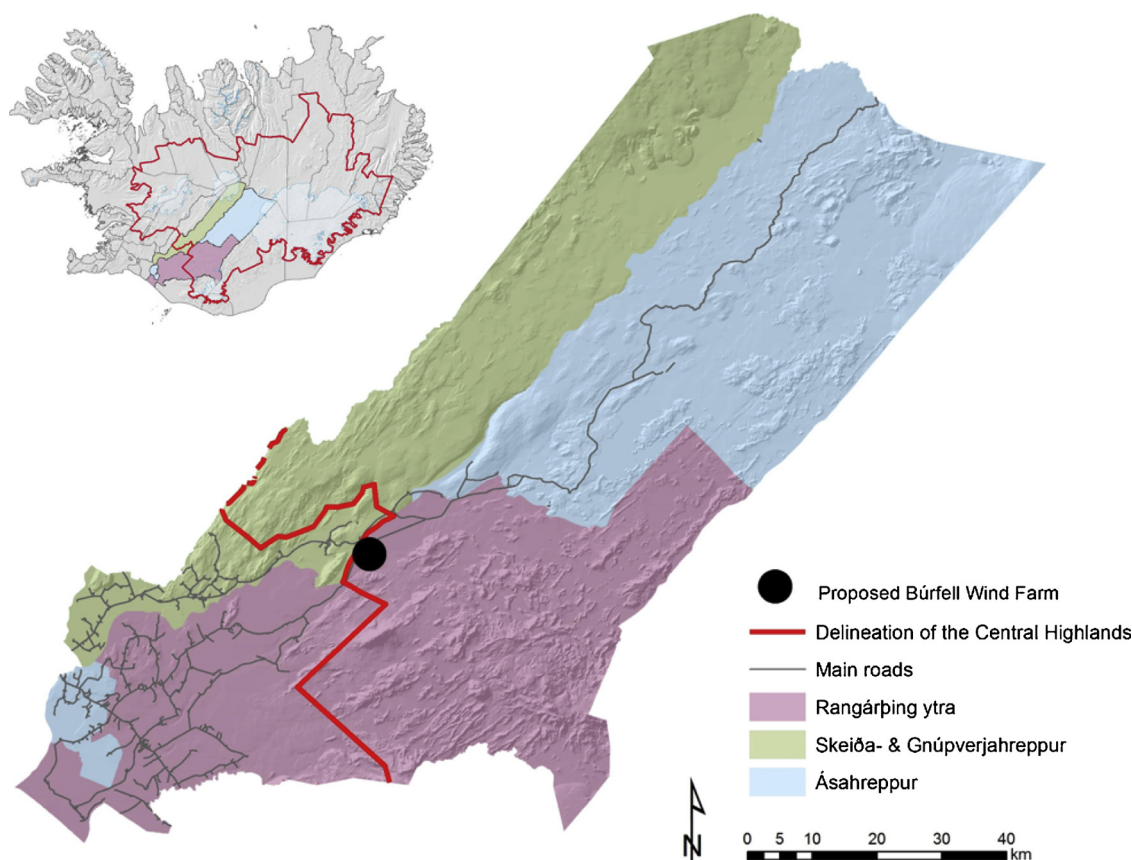 Proposed Búrfell Wind Farm
Delineation of the Central Highlands
Main roads
Rangárþing ytra
Skeiða- & Gnúpverjahreppur
Ásahreppur
N
0 5 10 20 30 40
km